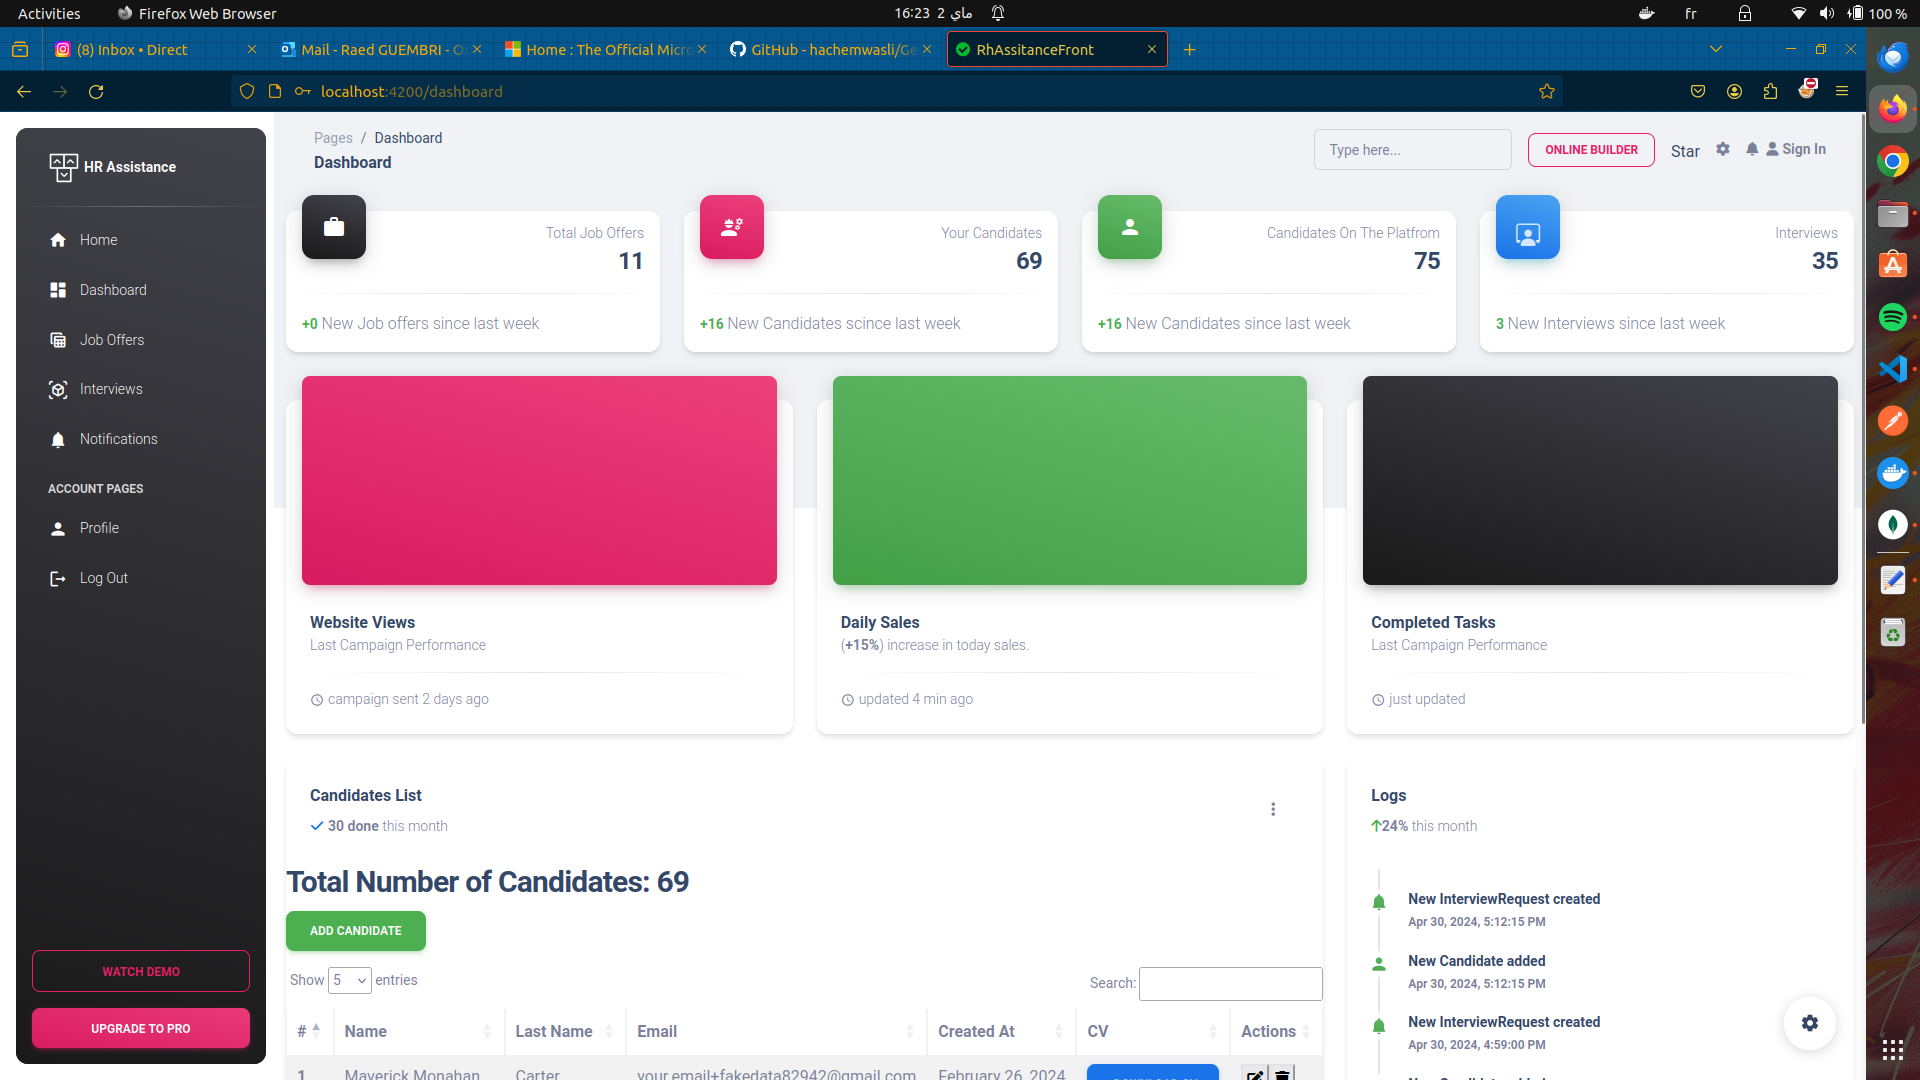 Activities
Firefox Web Browser
16:23 2 ماي
fr
100 %
(8) Inbox • Direct
Mail - Raed GUEMBRI - O
Home : The Official Micro
GitHub - hachemwasli/Ge
RhAssitanceFront
localhost:4200/dashboard
HR Assistance
Home
Dashboard
Job Offers
Interviews
Notifications
ACCOUNT PAGES
Profile
Log Out
WATCH DEMO
UPGRADE TO PRO
Pages / Dashboard
Dashboard
Type here...
ONLINE BUILDER
Star
Sign In
Total Job Offers
11
+0 New Job offers since last week
Your Candidates
69
+16 New Candidates scince last week
Candidates On The Platfrom
75
+16 New Candidates since last week
Interviews
35
3 New Interviews since last week
Website Views
Last Campaign Performance
campaign sent 2 days ago
Daily Sales
(+15%) increase in today sales.
updated 4 min ago
Completed Tasks
Last Campaign Performance
just updated
Candidates List
30 done this month
Total Number of Candidates: 69
ADD CANDIDATE
Show 5 entries
Search:
# Name Last Name Email Created At CV Actions
1 Maverick Monahan Carter your.email+fakedata82942@gmail.com February 26, 2024
Logs
24% this month
New InterviewRequest created
Apr 30, 2024, 5:12:15 PM
New Candidate added
Apr 30, 2024, 5:12:15 PM
New InterviewRequest created
Apr 30, 2024, 4:59:00 PM